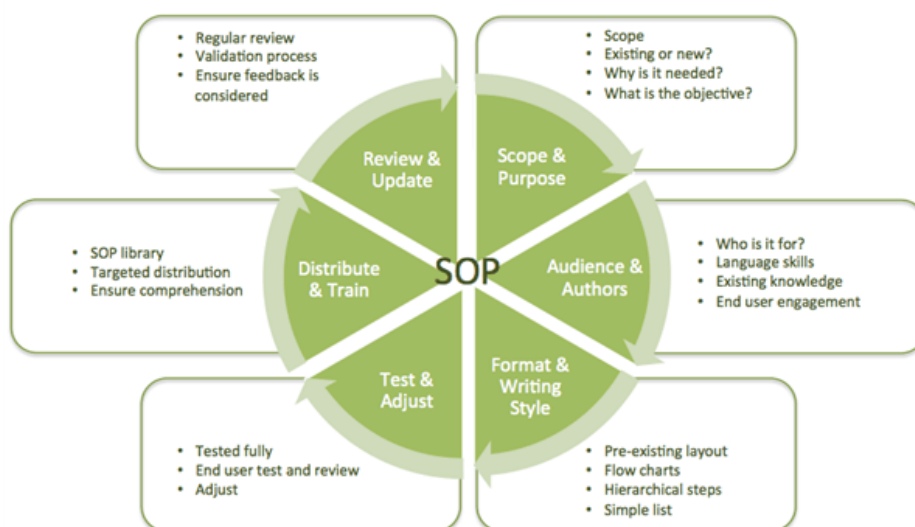 • Regular review
• Validation process
• Ensure feedback is
considered
• Scope
• Existing or new?
• Why is it needed?
• What is the objective?
Review &
Update
Scope &
Purpose
• SOP library
• Targeted distribution
• Ensure comprehension
Distribute
& Train
SOP
Audience &
Authors
• Who is it for?
• Language skills
• Existing knowledge
• End user engagement
Test &
Adjust
Format &
Writing
Style
• Tested fully
• End user test and review
• Adjust
• Pre-existing layout
• Flow charts
• Hierarchical steps
• Simple list